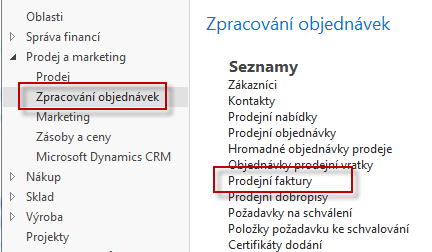 Oblasti
Správa financí
Prodej a marketing
Prodej
Zpracování objednávek
Marketing
Zásoby a ceny
Microsoft Dynamics CRM
Nákup
Sklad
Výroba
Projekty
Zpracování objednávek
Seznamy
Zákazníci
Kontakty
Prodejní nabídky
Prodejní objednávky
Hromadné objednávky prodeje
Objednávky prodejní vratky
Prodejní faktury
Prodejní dobropisy
Požadavky na schválení
Položky požadavku ke schvalování
Certifikáty dodání